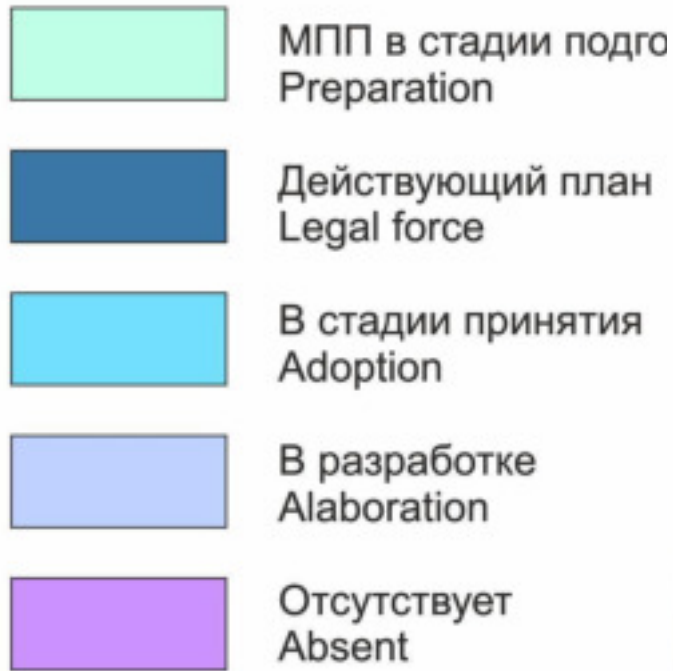 МПП в стадии подго
Preparation
Действующий план
Legal force
В стадии принятия
Adoption
В разработке
Alaboration
Отсутствует
Absent